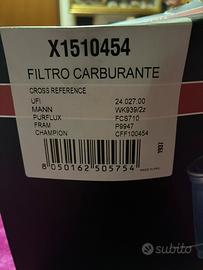 X1510454
FILTRO CARBURANTE
CROSS REFERENCE
UFI 24.027.00
MANN WK939/2z
PURFLUX FCS710
FRAM P9947
CHAMPION CFF100454
8 050162 505754
1937
subito